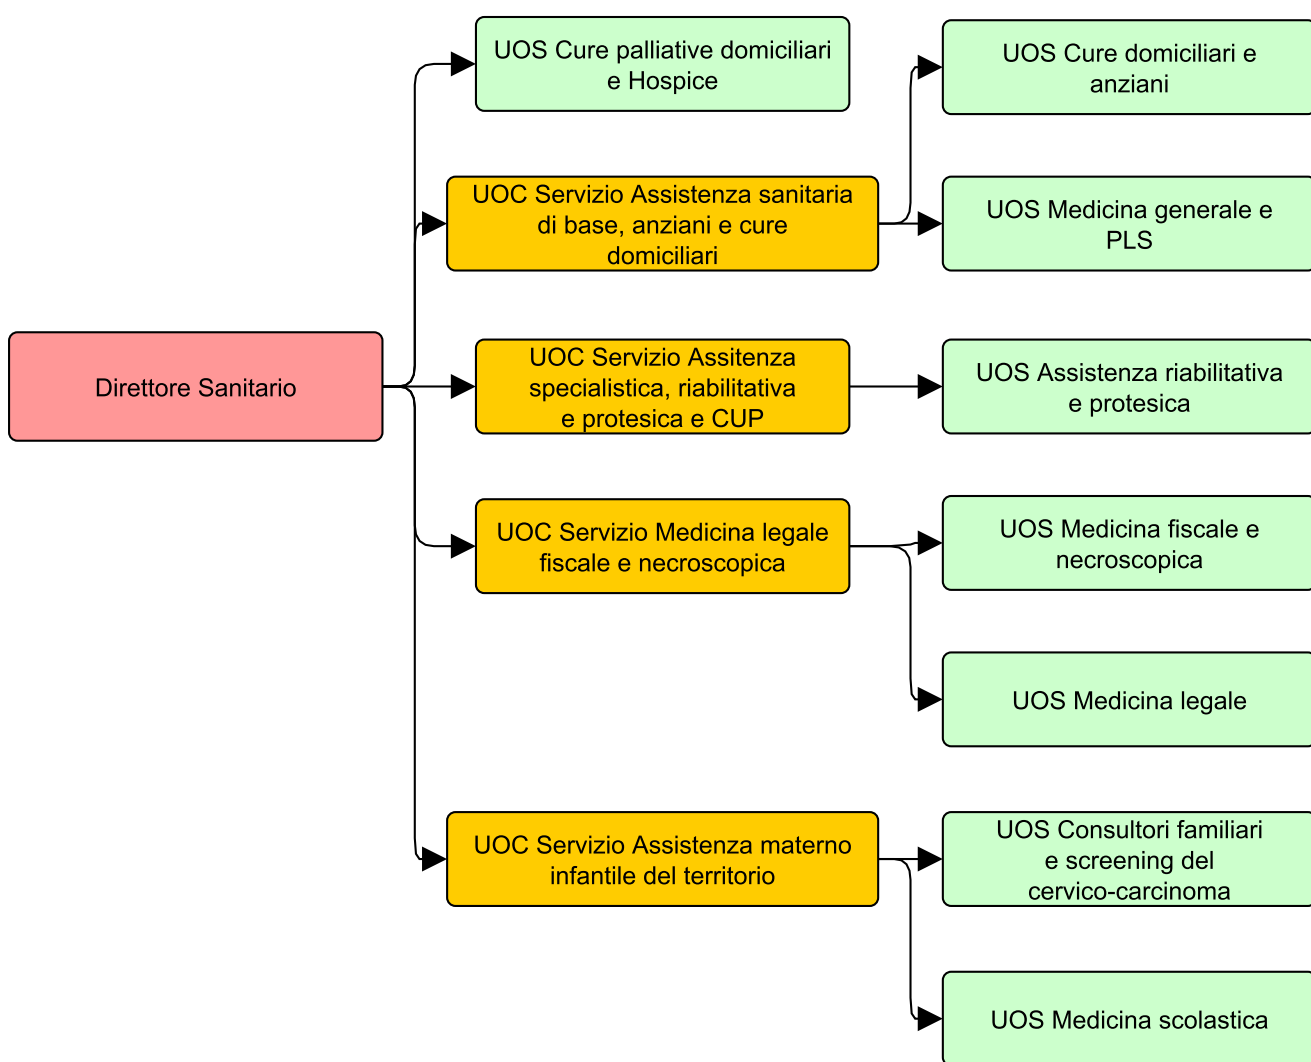 UOS Cure palliative domiciliari
e Hospice
UOS Cure domiciliari e
anziani
UOC Servizio Assistenza sanitaria
di base, anziani e cure
domiciliari
UOS Medicina generale e
PLS
Direttore Sanitario
UOC Servizio Assitenza
specialistica, riabilitativa
e protesica e CUP
UOS Assistenza riabilitativa
e protesica
UOC Servizio Medicina legale
fiscale e necroscopica
UOS Medicina fiscale e
necroscopica
UOS Medicina legale
UOC Servizio Assistenza materno
infantile del territorio
UOS Consultori familiari
e screening del
cervico-carcinoma
UOS Medicina scolastica